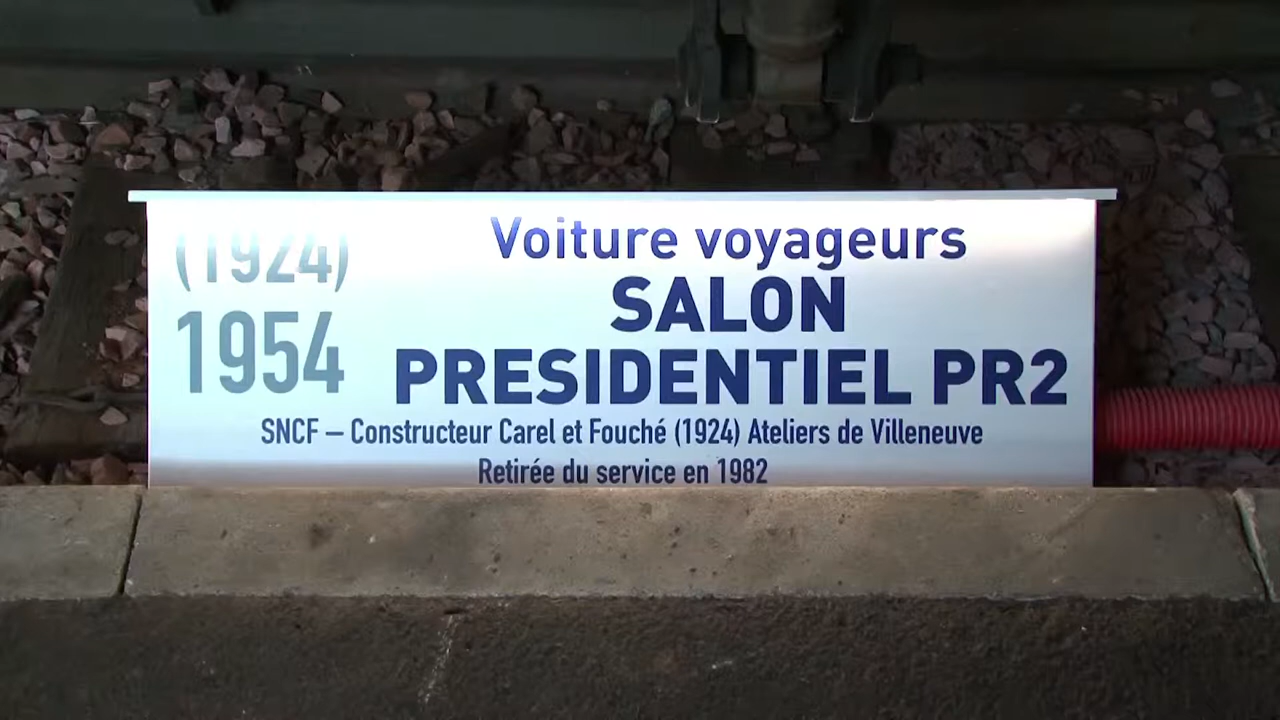 (1924)
1954
Voiture voyageurs
SALON
PRESIDENTIEL PR2
SNCF – Constructeur Carel et Fouché (1924) Ateliers de Villeneuve
Retirée du service en 1982